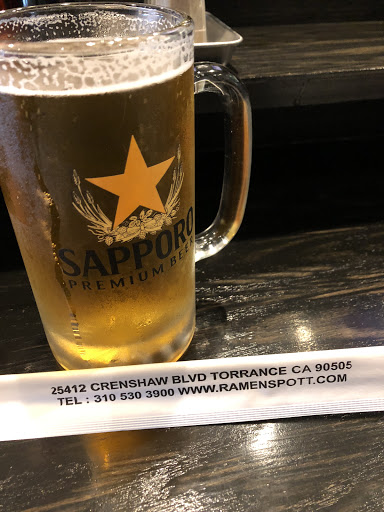 SAPPORO
PREMIUM BEER
25412 CRENSHAW BLVD TORRANCE CA 90505
TEL : 310 530 3900 WWW.RAMENSPOTT.COM